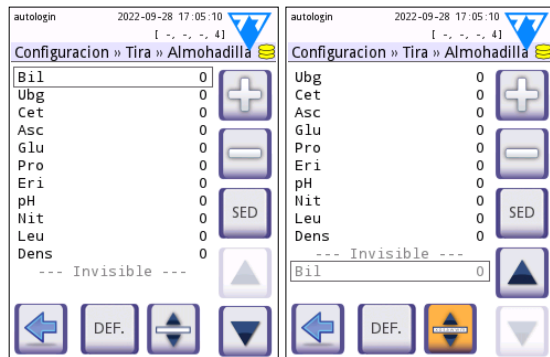 autologin 2022-09-28 17:05:10
[ -, -, -, 4]
Configuracion » Tira » Almohadilla
Bil 0
Ubg 0
Cet 0
Asc 0
Glu 0
Pro 0
Eri 0
pH 0
Nit 0
Leu 0
Dens 0
--- Invisible ---
SED
DEF.
autologin 2022-09-28 17:05:10
[ -, -, -, 4]
Configuracion » Tira » Almohadilla
Ubg 0
Cet 0
Asc 0
Glu 0
Pro 0
Eri 0
pH 0
Nit 0
Leu 0
Dens 0
--- Invisible ---
Bil 0
SED
DEF.